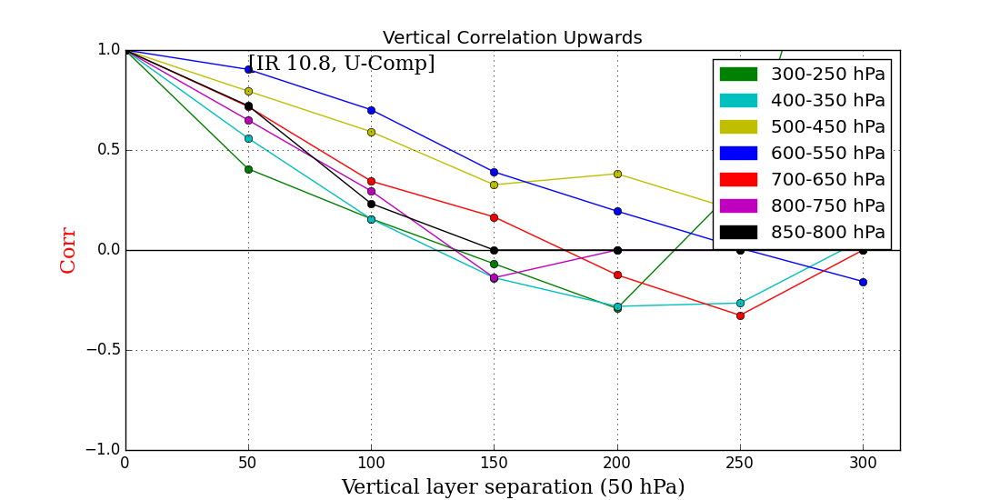 Vertical Correlation Upwards
[IR 10.8, U-Comp]
1.0
0.5
0.0
−0.5
−1.0
Corr
300-250 hPa
400-350 hPa
500-450 hPa
600-550 hPa
700-650 hPa
800-750 hPa
850-800 hPa
0 50 100 150 200 250 300
Vertical layer separation (50 hPa)